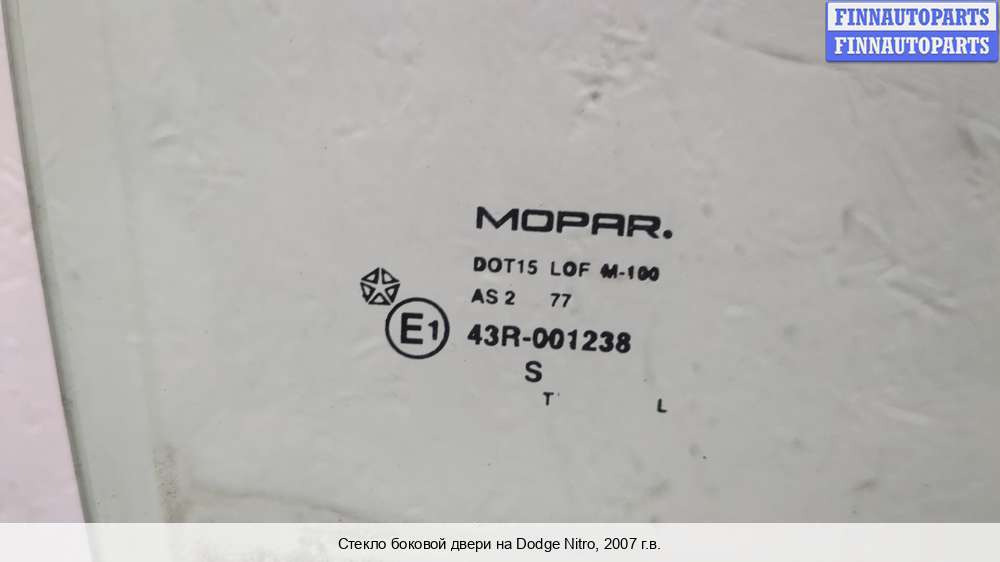 FINNAUTOPARTS
FINNAUTOPARTS
MOPAR.
DOT15 LOF M-100
AS 2 77
E1 43R-001238
S
T L
Стекло боковой двери на Dodge Nitro, 2007 г.в.